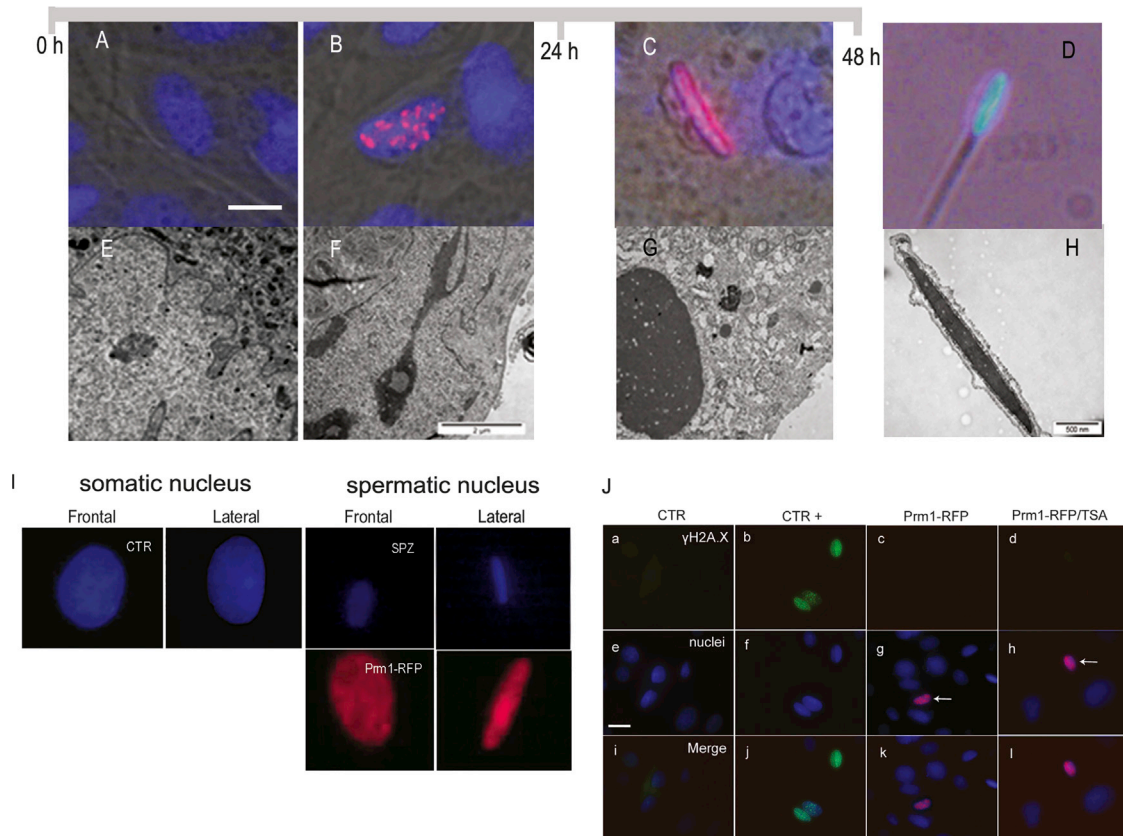 0 h
24 h
48 h
A
B
C
D
E
F
G
H
2 µm
500 nm
I
somatic nucleus
spermatic nucleus
Frontal
Lateral
Frontal
Lateral
CTR
SPZ
Prm1-RFP
J
CTR
CTR +
Prm1-RFP
Prm1-RFP/TSA
a
γH2A.X
b
c
d
e
nuclei
f
g
h
i
Merge
j
k
l